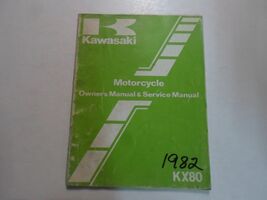 Kawasaki
Motorcycle
Owner's Manual & Service Manual
1982
KX80